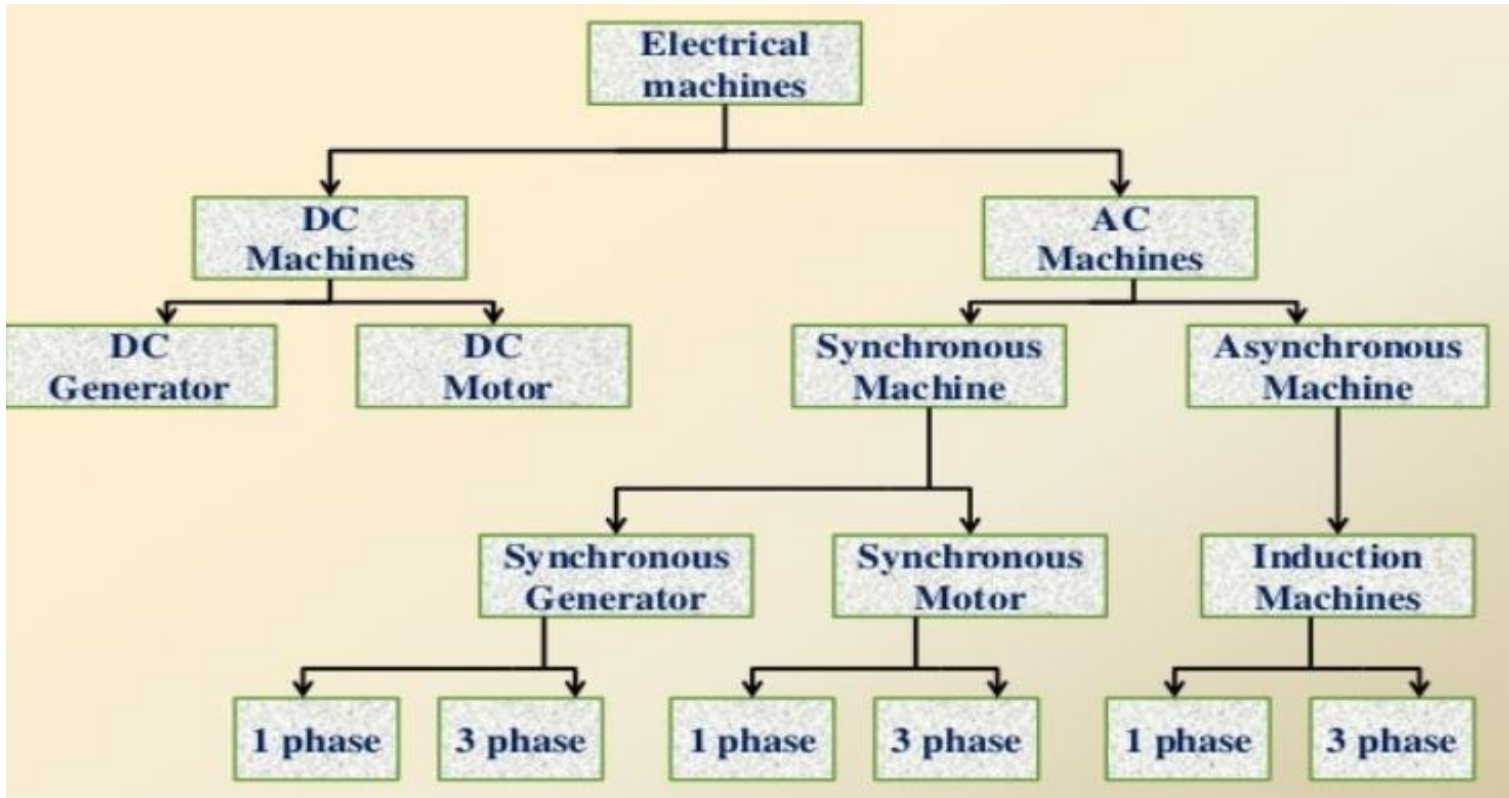 Electrical
machines
DC
Machines
AC
Machines
DC
Generator
DC
Motor
Synchronous
Machine
Asynchronous
Machine
Synchronous
Generator
Synchronous
Motor
Induction
Machines
1 phase
3 phase
1 phase
3 phase
1 phase
3 phase